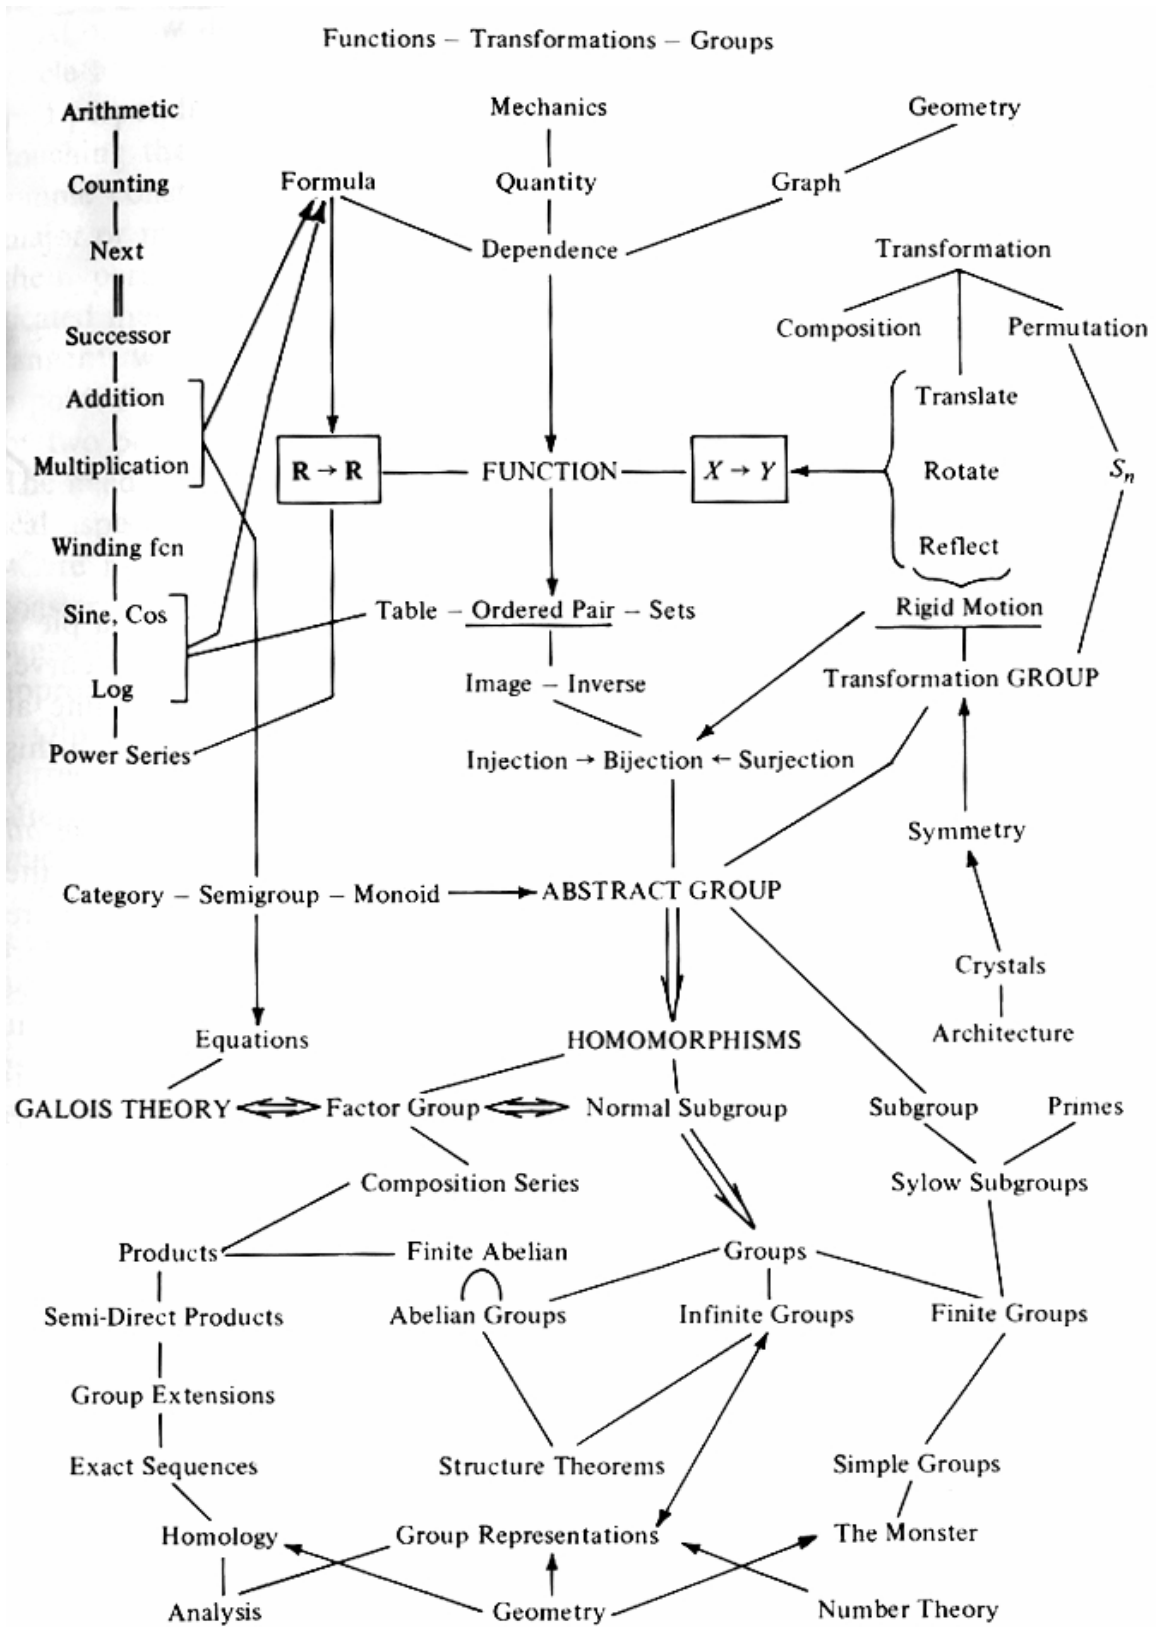 Functions – Transformations – Groups
Arithmetic
Mechanics
Geometry
Counting
Formula
Quantity
Graph
Next
Dependence
Transformation
Successor
Composition
Permutation
Addition
Translate
Multiplication
R → R
FUNCTION
X → Y
Rotate
Sn
Winding fcn
Reflect
Sine, Cos
Table – Ordered Pair – Sets
Rigid Motion
Log
Image – Inverse
Transformation GROUP
Power Series
Injection → Bijection ← Surjection
Symmetry
Category – Semigroup – Monoid
ABSTRACT GROUP
Crystals
Equations
HOMOMORPHISMS
Architecture
GALOIS THEORY
Factor Group
Normal Subgroup
Subgroup
Primes
Composition Series
Sylow Subgroups
Products
Finite Abelian
Groups
Semi-Direct Products
Abelian Groups
Infinite Groups
Finite Groups
Group Extensions
Exact Sequences
Structure Theorems
Simple Groups
Homology
Group Representations
The Monster
Analysis
Geometry
Number Theory